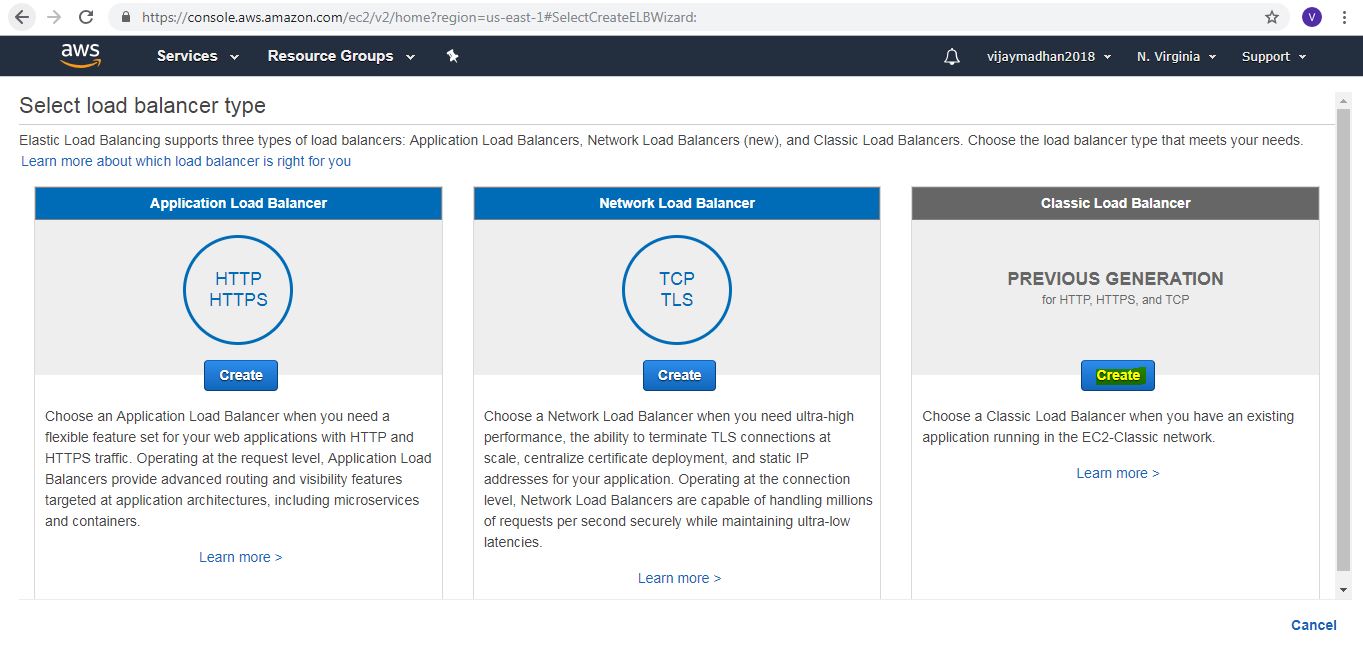 https://console.aws.amazon.com/ec2/v2/home?region=us-east-1#SelectCreateELBWizard:
V
aws
Services
Resource Groups
vijaymadhan2018
N. Virginia
Support
Select load balancer type
Elastic Load Balancing supports three types of load balancers: Application Load Balancers, Network Load Balancers (new), and Classic Load Balancers. Choose the load balancer type that meets your needs.
Learn more about which load balancer is right for you
Application Load Balancer
HTTP
HTTPS
Create
Choose an Application Load Balancer when you need a
flexible feature set for your web applications with HTTP and
HTTPS traffic. Operating at the request level, Application Load
Balancers provide advanced routing and visibility features
targeted at application architectures, including microservices
and containers.
Learn more >
Network Load Balancer
TCP
TLS
Create
Choose a Network Load Balancer when you need ultra-high
performance, the ability to terminate TLS connections at
scale, centralize certificate deployment, and static IP
addresses for your application. Operating at the connection
level, Network Load Balancers are capable of handling millions
of requests per second securely while maintaining ultra-low
latencies.
Learn more >
Classic Load Balancer
PREVIOUS GENERATION
for HTTP, HTTPS, and TCP
Create
Choose a Classic Load Balancer when you have an existing
application running in the EC2-Classic network.
Learn more >
Cancel